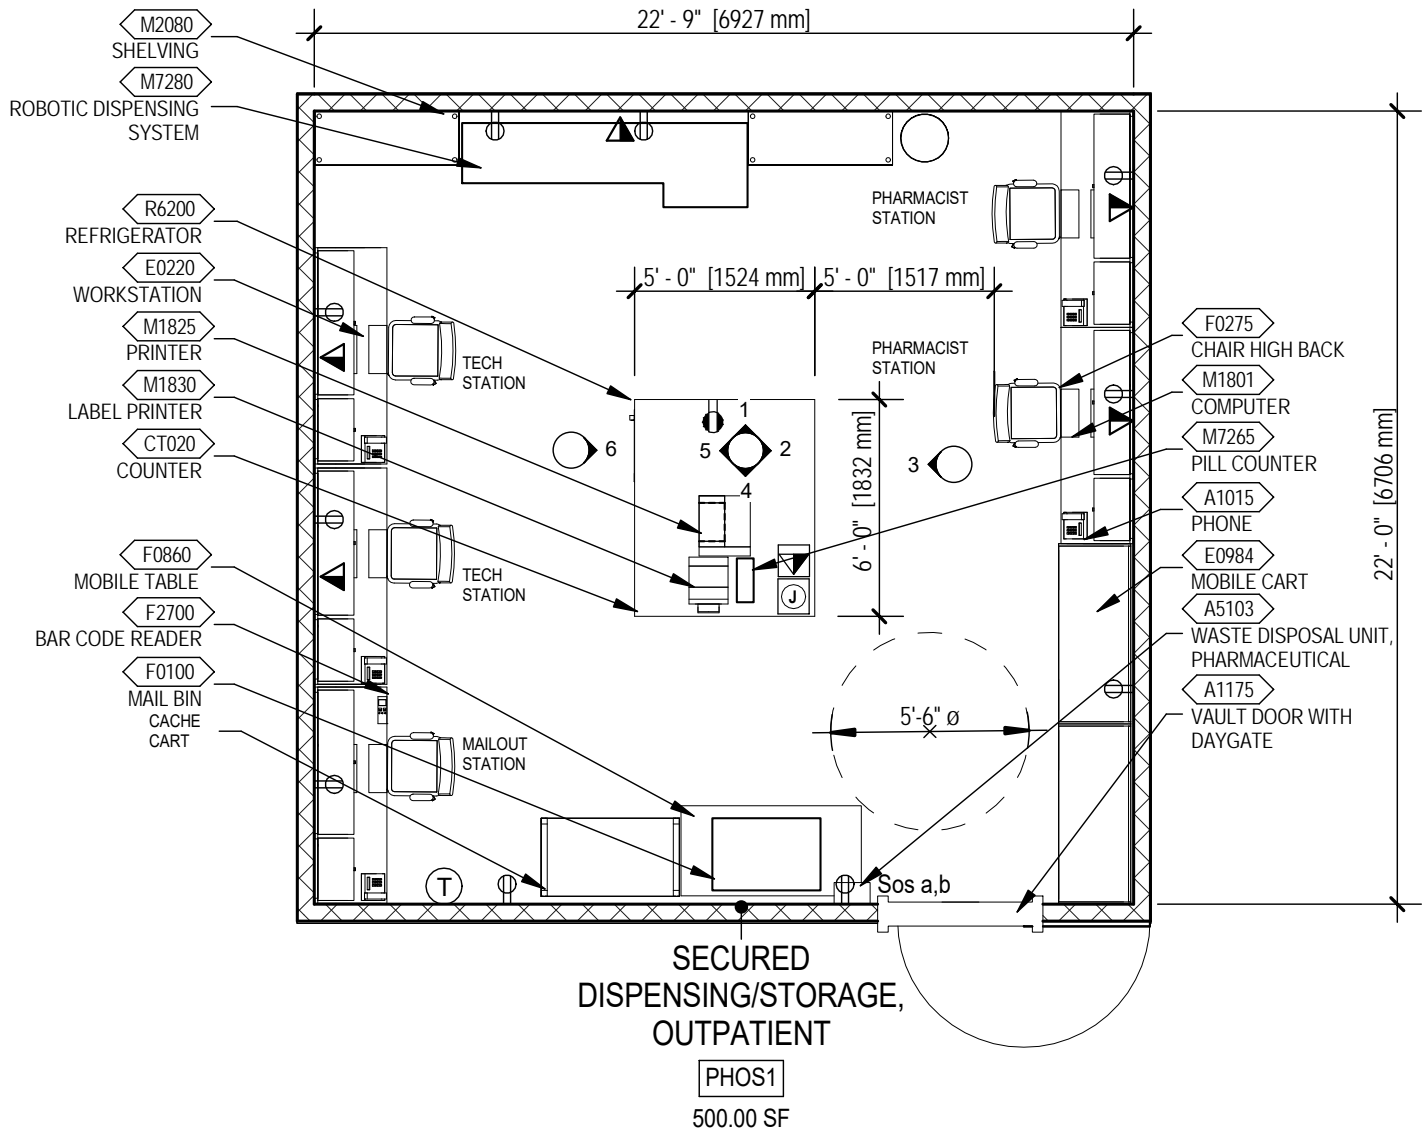 22' - 9" [6927 mm]
M2080
SHELVING
M7280
ROBOTIC DISPENSING
SYSTEM
R6200
REFRIGERATOR
E0220
WORKSTATION
M1825
PRINTER
M1830
LABEL PRINTER
CT020
COUNTER
F0860
MOBILE TABLE
F2700
BAR CODE READER
F0100
MAIL BIN
CACHE
CART
PHARMACIST
STATION
5' - 0" [1524 mm]
5' - 0" [1517 mm]
TECH
STATION
PHARMACIST
STATION
1
2
3
4
5
6
6' - 0" [1832 mm]
J
TECH
STATION
5'-6" ø
MAILOUT
STATION
T
Sos a,b
F0275
CHAIR HIGH BACK
M1801
COMPUTER
M7265
PILL COUNTER
A1015
PHONE
E0984
MOBILE CART
A5103
WASTE DISPOSAL UNIT,
PHARMACEUTICAL
A1175
VAULT DOOR WITH
DAYGATE
22' - 0" [6706 mm]
SECURED
DISPENSING/STORAGE,
OUTPATIENT
PHOS1
500.00 SF